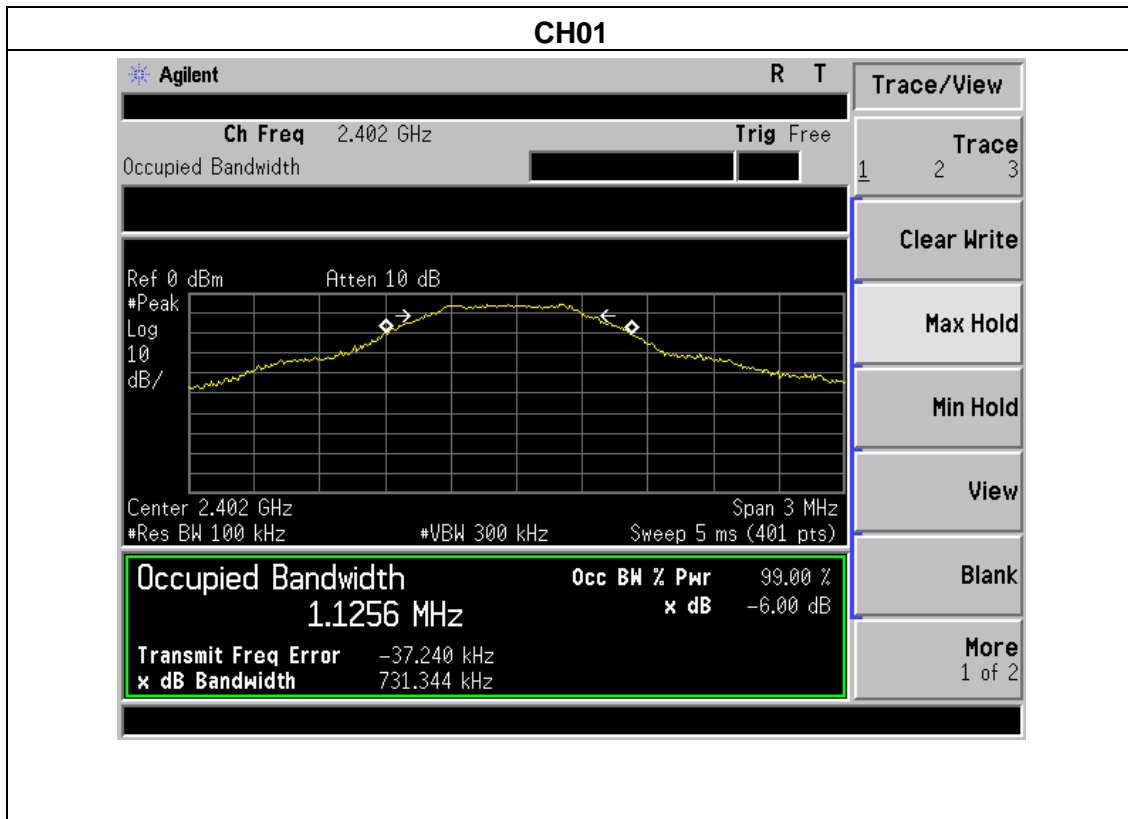 CH01
Agilent R T
Trace/View
Ch Freq 2.402 GHz Trig Free
Occupied Bandwidth
Trace
1 2 3
Clear Write
Ref 0 dBm Atten 10 dB
#Peak
Log
10
dB/
Max Hold
Min Hold
View
Center 2.402 GHz Span 3 MHz
#Res BW 100 kHz #VBW 300 kHz Sweep 5 ms (401 pts)
Occupied Bandwidth Occ BW % Pwr 99.00 %
1.1256 MHz x dB -6.00 dB
Blank
Transmit Freq Error -37.240 kHz
x dB Bandwidth 731.344 kHz
More
1 of 2